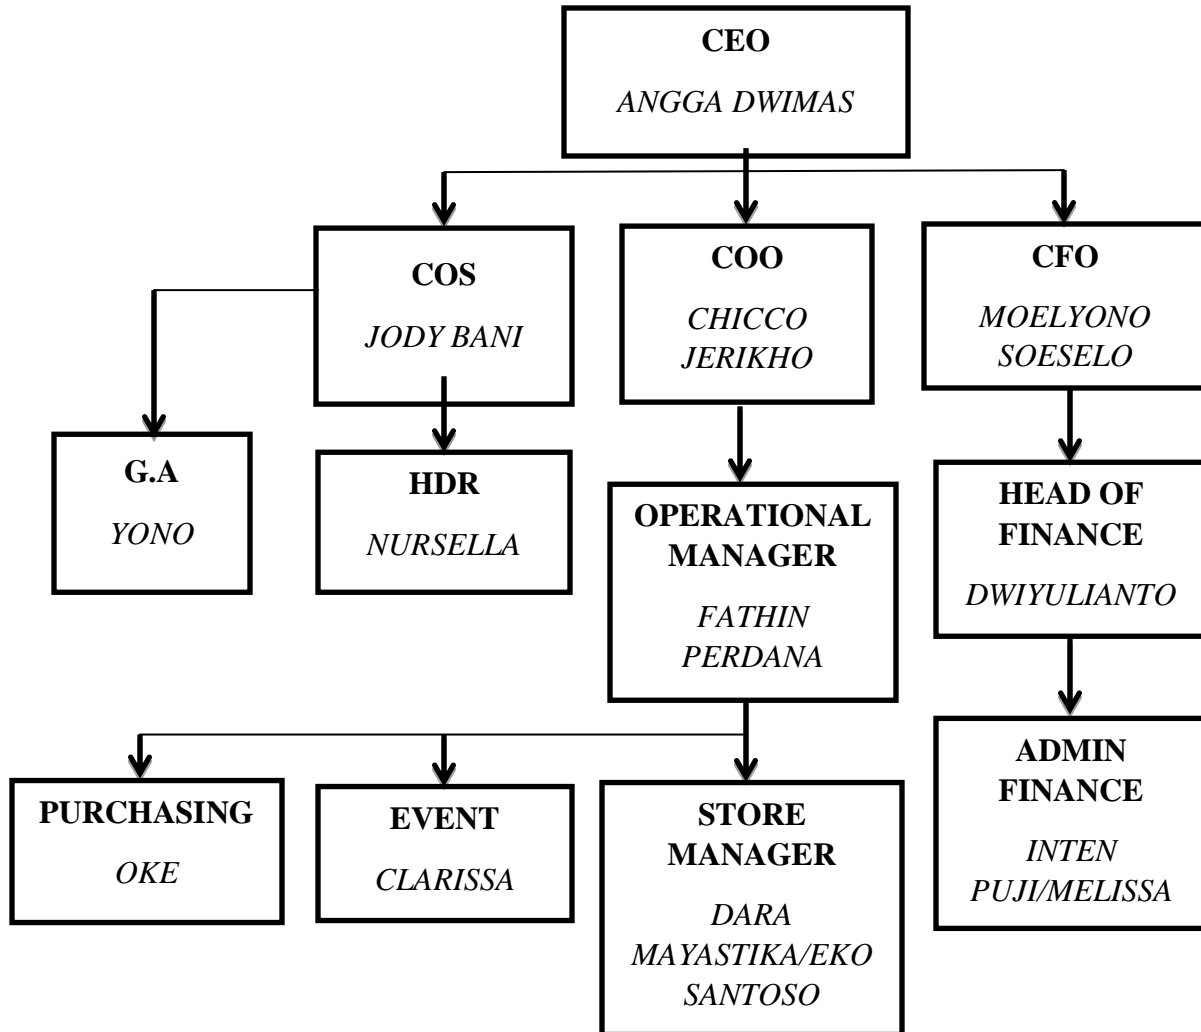 CEO
ANGGA DWIMAS
COS
JODY BANI
COO
CHICCO
JERIKHO
CFO
MOELYONO
SOESELO
G.A
YONO
HDR
NURSELLA
OPERATIONAL
MANAGER
FATHIN
PERDANA
HEAD OF
FINANCE
DWIYULIANTO
PURCHASING
OKE
EVENT
CLARISSA
STORE
MANAGER
DARA
MAYASTIKA/EKO
SANTOSO
ADMIN
FINANCE
INTEN
PUJI/MELISSA